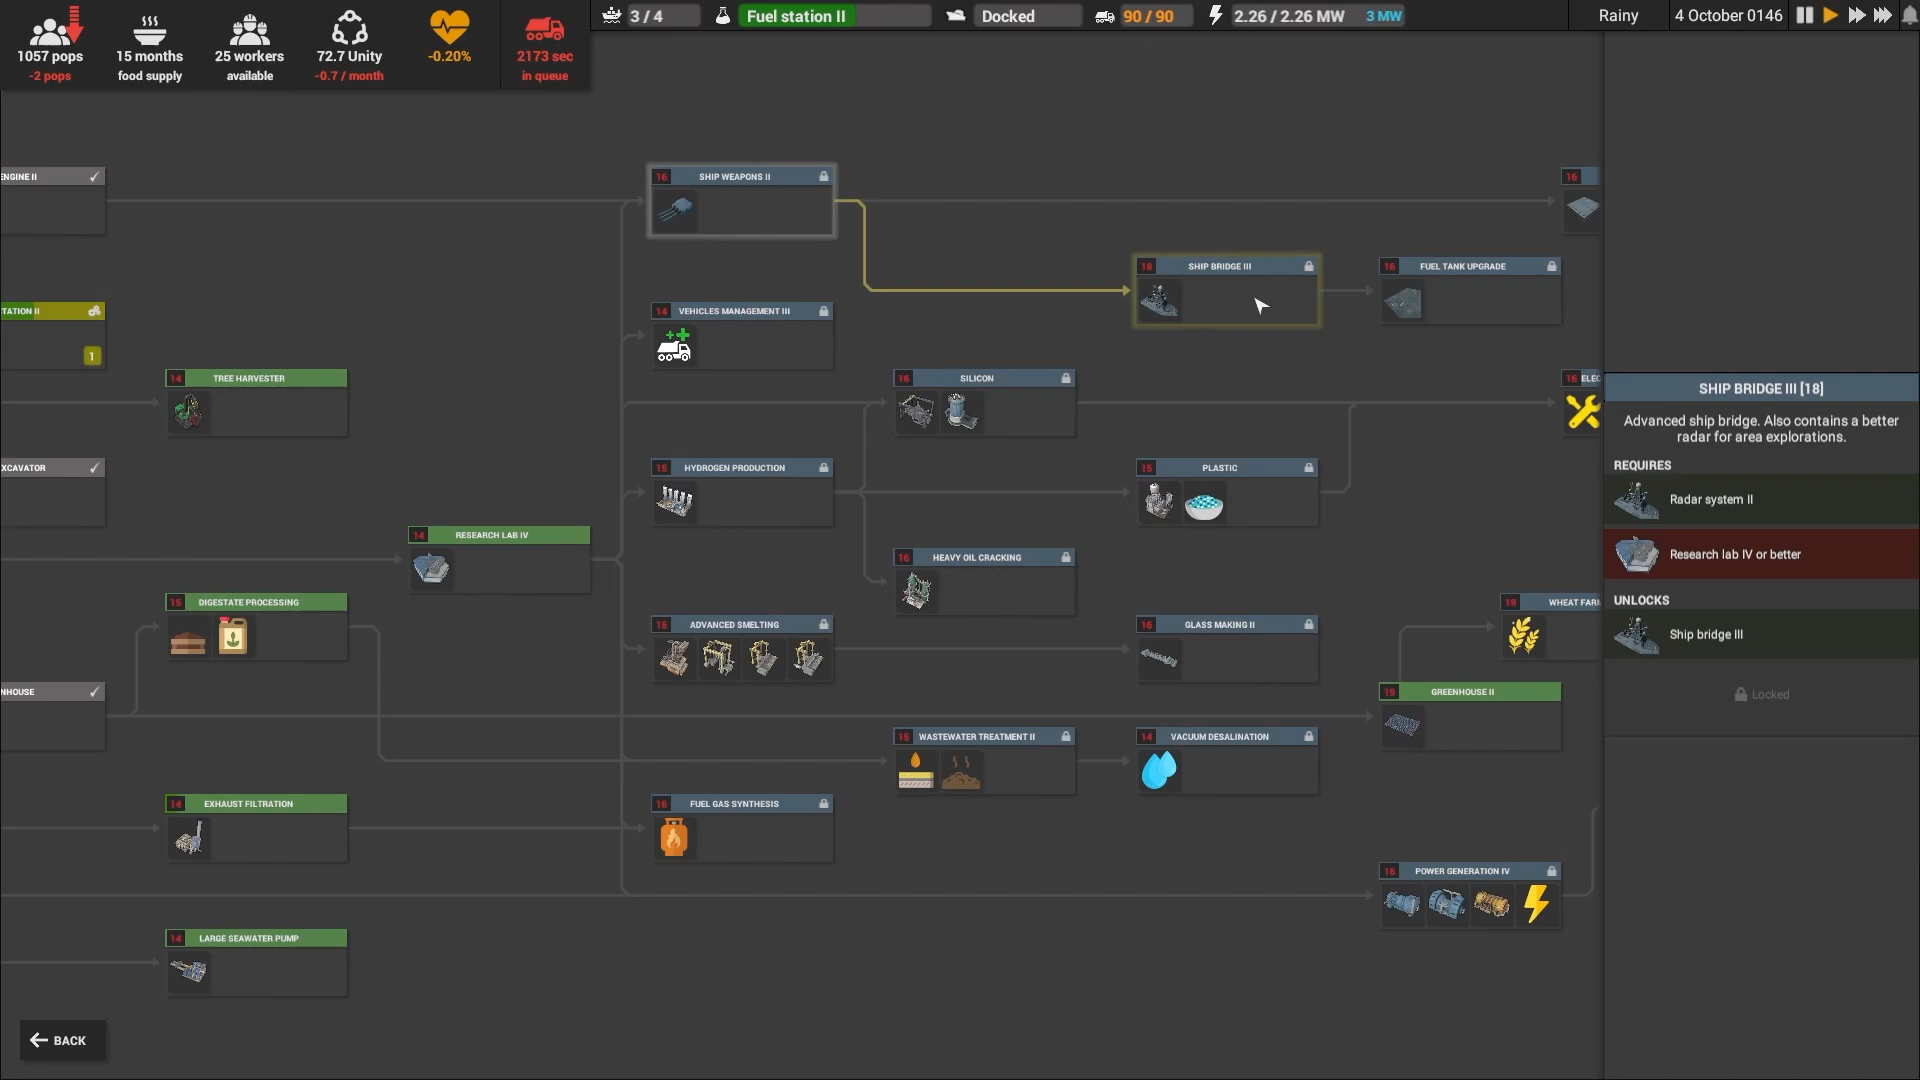 1057 pops
-2 pops
15 months
food supply
25 workers
available
72.7 Unity
-0.7 / month
-0.20%
2173 sec
in queue
3 / 4
Fuel station II
Docked
90 / 90
2.26 / 2.26 MW
3 MW
Rainy
4 October 0146
ENGINE II
16 SHIP WEAPONS II
16
18 SHIP BRIDGE III
16 FUEL TANK UPGRADE
TATION II
1
14 VEHICLES MANAGEMENT III
14 TREE HARVESTER
16 SILICON
16 ELEC
XCAVATOR
15 HYDROGEN PRODUCTION
15 PLASTIC
14 RESEARCH LAB IV
16 HEAVY OIL CRACKING
15 DIGESTATE PROCESSING
ADVANCED SMELTING
16 GLASS MAKING II
19 WHEAT FAR
NHOUSE
19 GREENHOUSE II
15 WASTEWATER TREATMENT II
14 VACUUM DESALINATION
14 EXHAUST FILTRATION
16 FUEL GAS SYNTHESIS
16 POWER GENERATION IV
14 LARGE SEAWATER PUMP
BACK
SHIP BRIDGE III [18]
Advanced ship bridge. Also contains a better
radar for area explorations.
REQUIRES
Radar system II
Research lab IV or better
UNLOCKS
Ship bridge III
Locked